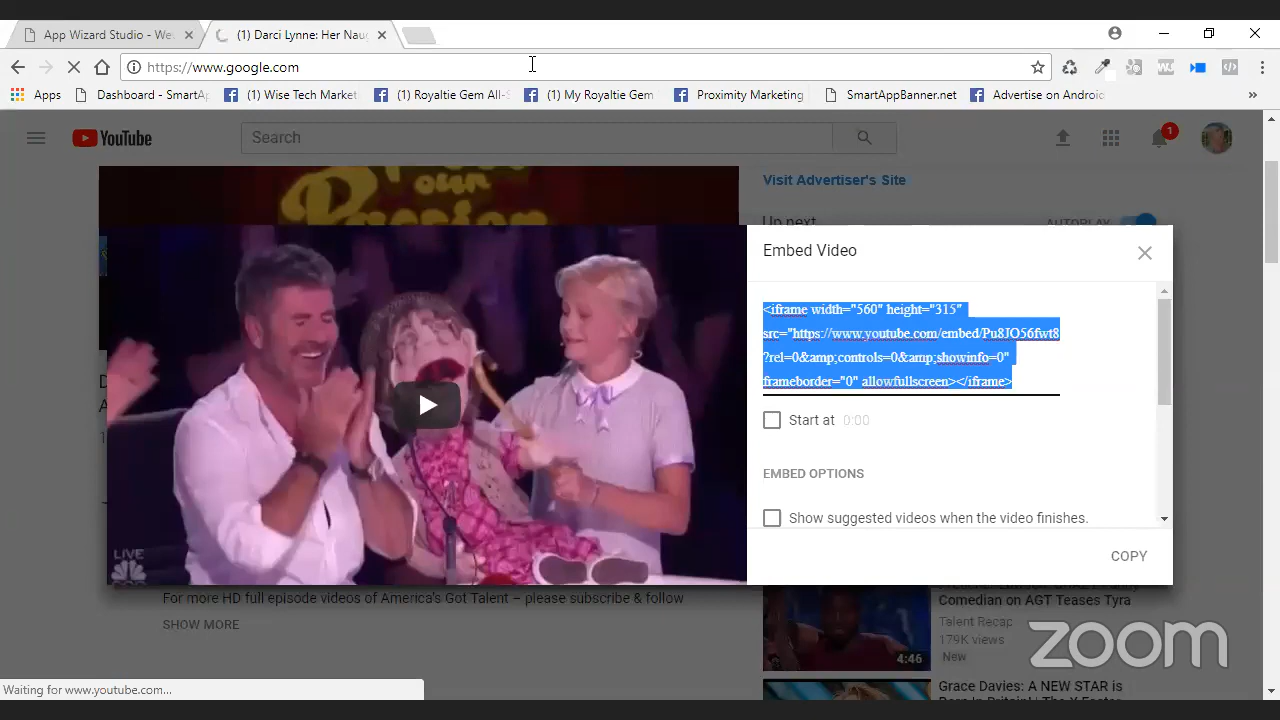 App Wizard Studio - We
(1) Darci Lynne: Her Nau
https://www.google.com
Apps
Dashboard - SmartA
(1) Wise Tech Market
(1) Royaltie Gem All-S
(1) My Royaltie Gem
Proximity Marketing
SmartAppBanner.net
Advertise on Android
»
YouTube
Search
1
our
Visit Advertiser's Site
Up next
AUTOPLAY
Embed Video
<iframe width="560" height="315"
src="https://www.youtube.com/embed/Pu8JO56fwt8
?rel=0&amp;controls=0&amp;showinfo=0"
frameborder="0" allowfullscreen></iframe>
Start at 0:00
EMBED OPTIONS
Show suggested videos when the video finishes.
COPY
LIVE
For more HD full episode videos of America's Got Talent – please subscribe & follow
SHOW MORE
Comedian on AGT Teases Tyra
Talent Recap
179K views
New
4:46
Grace Davies: A NEW STAR is
zoom
Waiting for www.youtube.com...